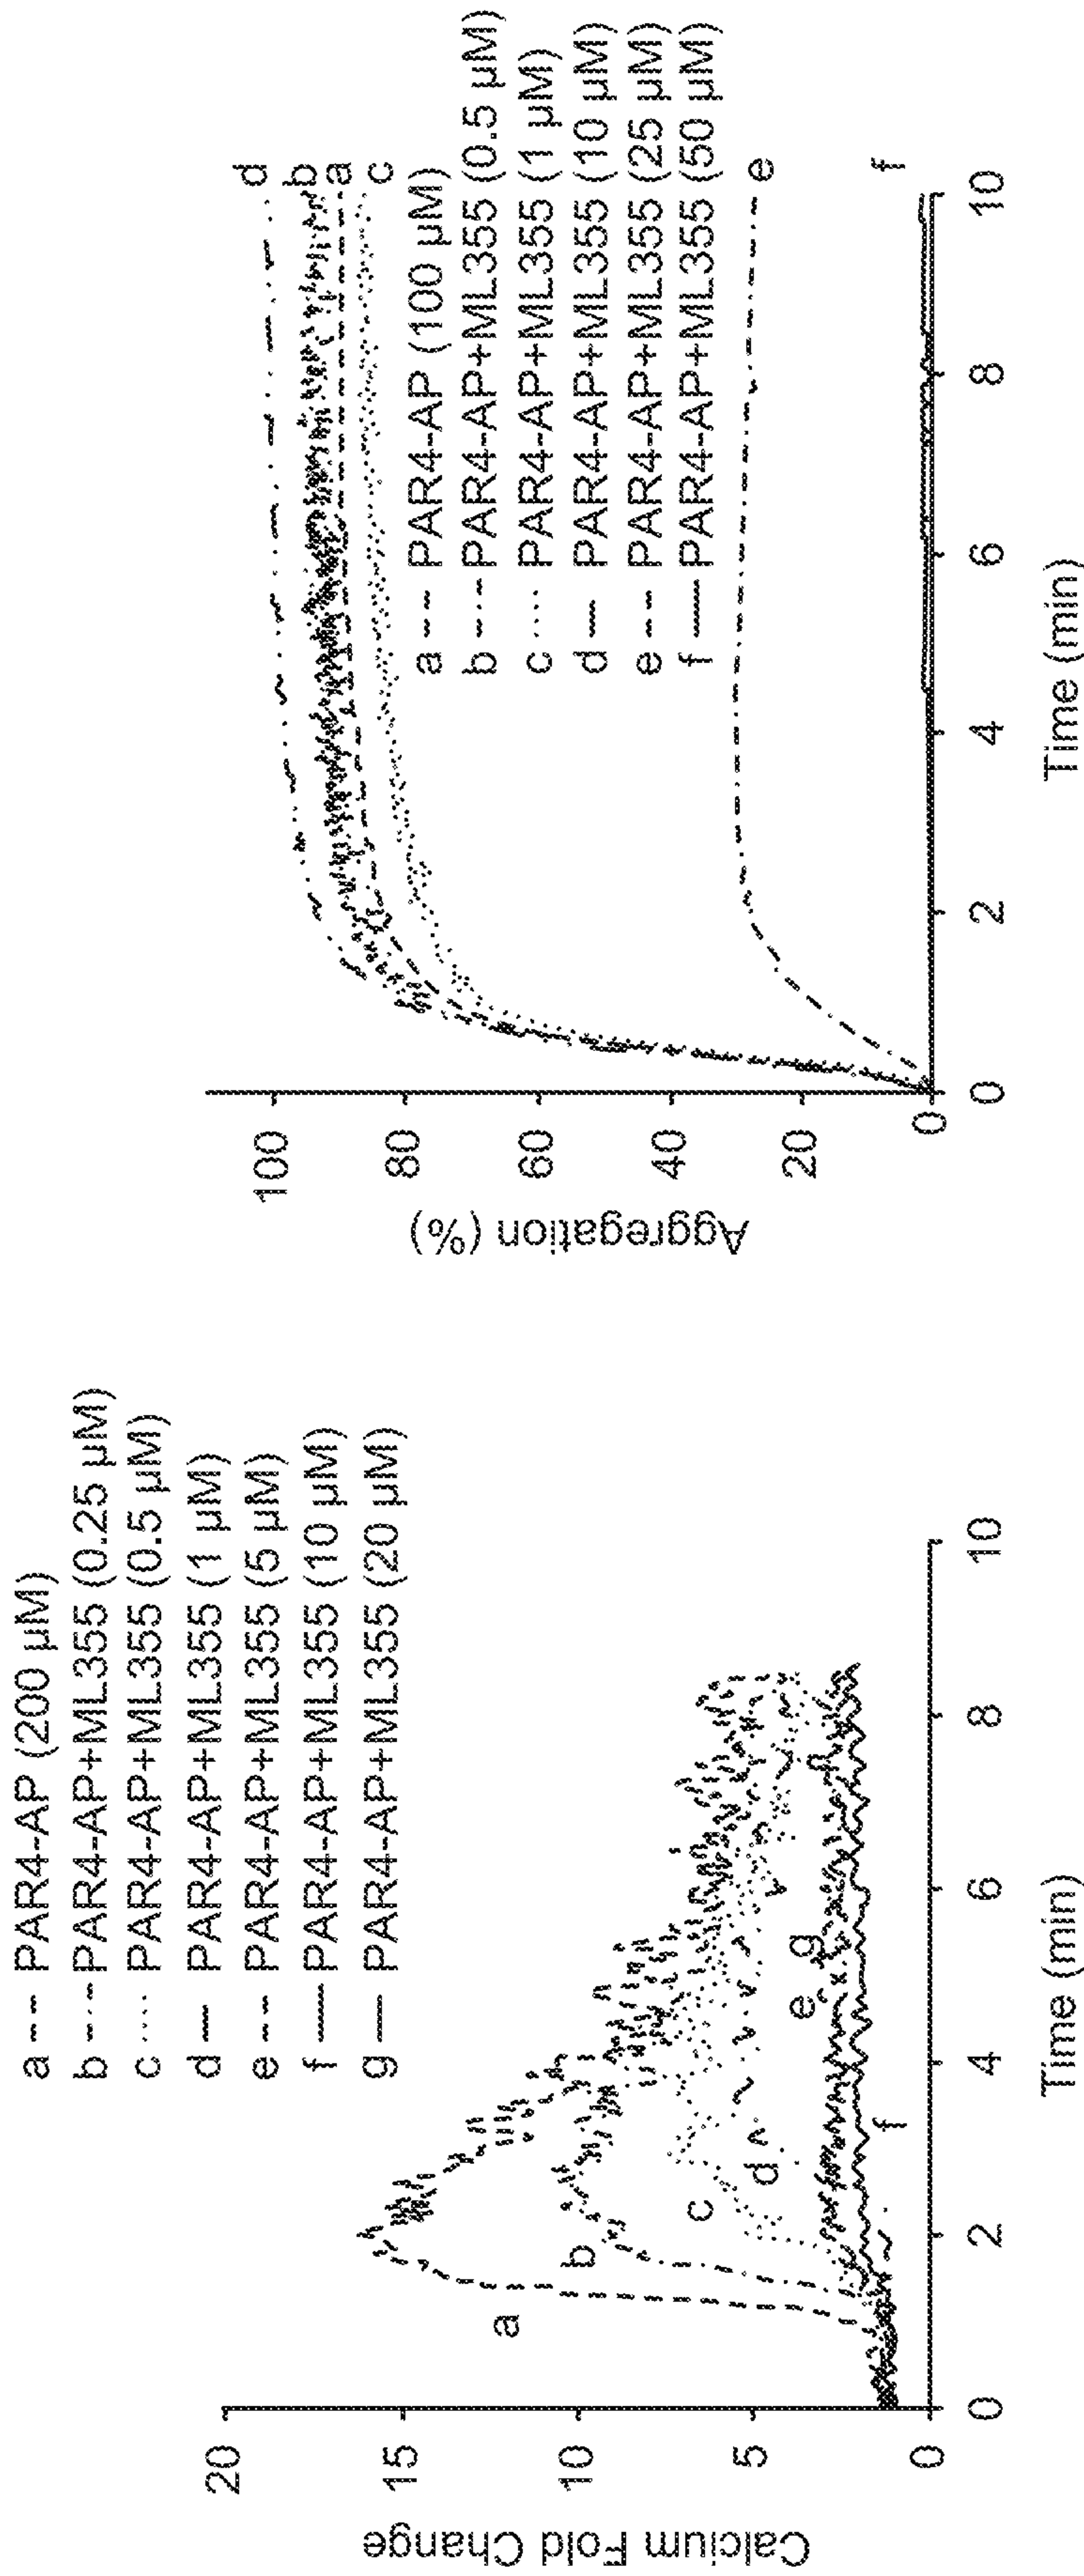 a PAR4-AP (200 µM)
b PAR4-AP+ML355 (0.25 µM)
c PAR4-AP+ML355 (0.5 µM)
d PAR4-AP+ML355 (1 µM)
e PAR4-AP+ML355 (5 µM)
f PAR4-AP+ML355 (10 µM)
g PAR4-AP+ML355 (20 µM)
Calcium Fold Change
20
15
10
5
0
a
b
c
d
e
g
f
0 2 4 6 8 10
Time (min)
Aggregation (%)
100
80
60
40
20
0
d
b
a
c
a PAR4-AP (100 µM)
b PAR4-AP+ML355 (0.5 µM)
c PAR4-AP+ML355 (1 µM)
d PAR4-AP+ML355 (10 µM)
e PAR4-AP+ML355 (25 µM)
f PAR4-AP+ML355 (50 µM)
e
f
0 2 4 6 8 10
Time (min)